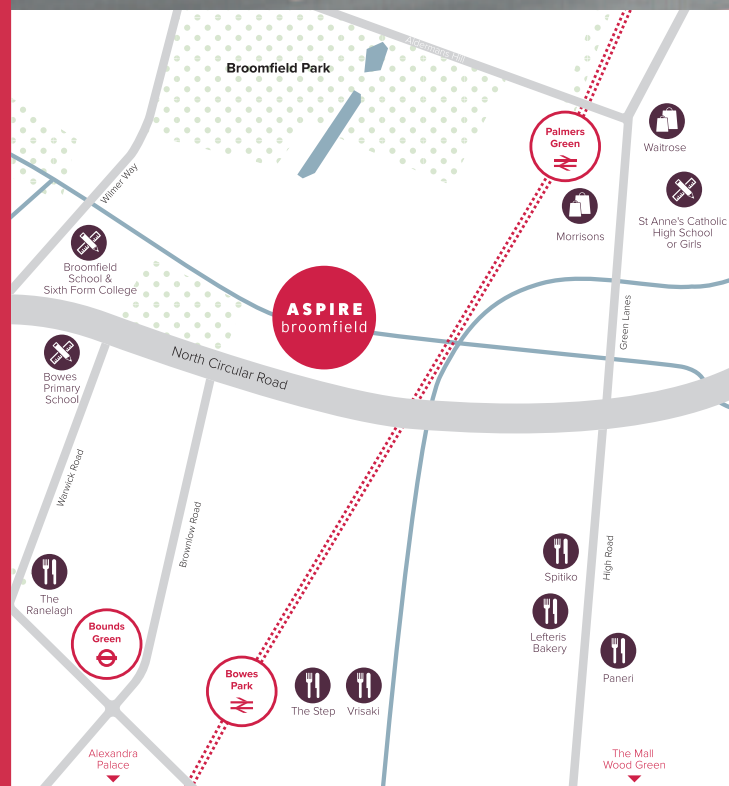 Aldermans Hill
Broomfield Park
Palmers
Green
Waitrose
Wilmer Way
Morrisons
St Anne's Catholic
High School
or Girls
Broomfield
School &
Sixth Form College
ASPIRE
broomfield
Green Lanes
North Circular Road
Bowes
Primary
School
Warwick Road
Brownlow Road
High Road
Spitiko
The
Ranelagh
Bounds
Green
Lefteris
Bakery
Paneri
Bowes
Park
The Step
Vrisaki
Alexandra
Palace
The Mall
Wood Green